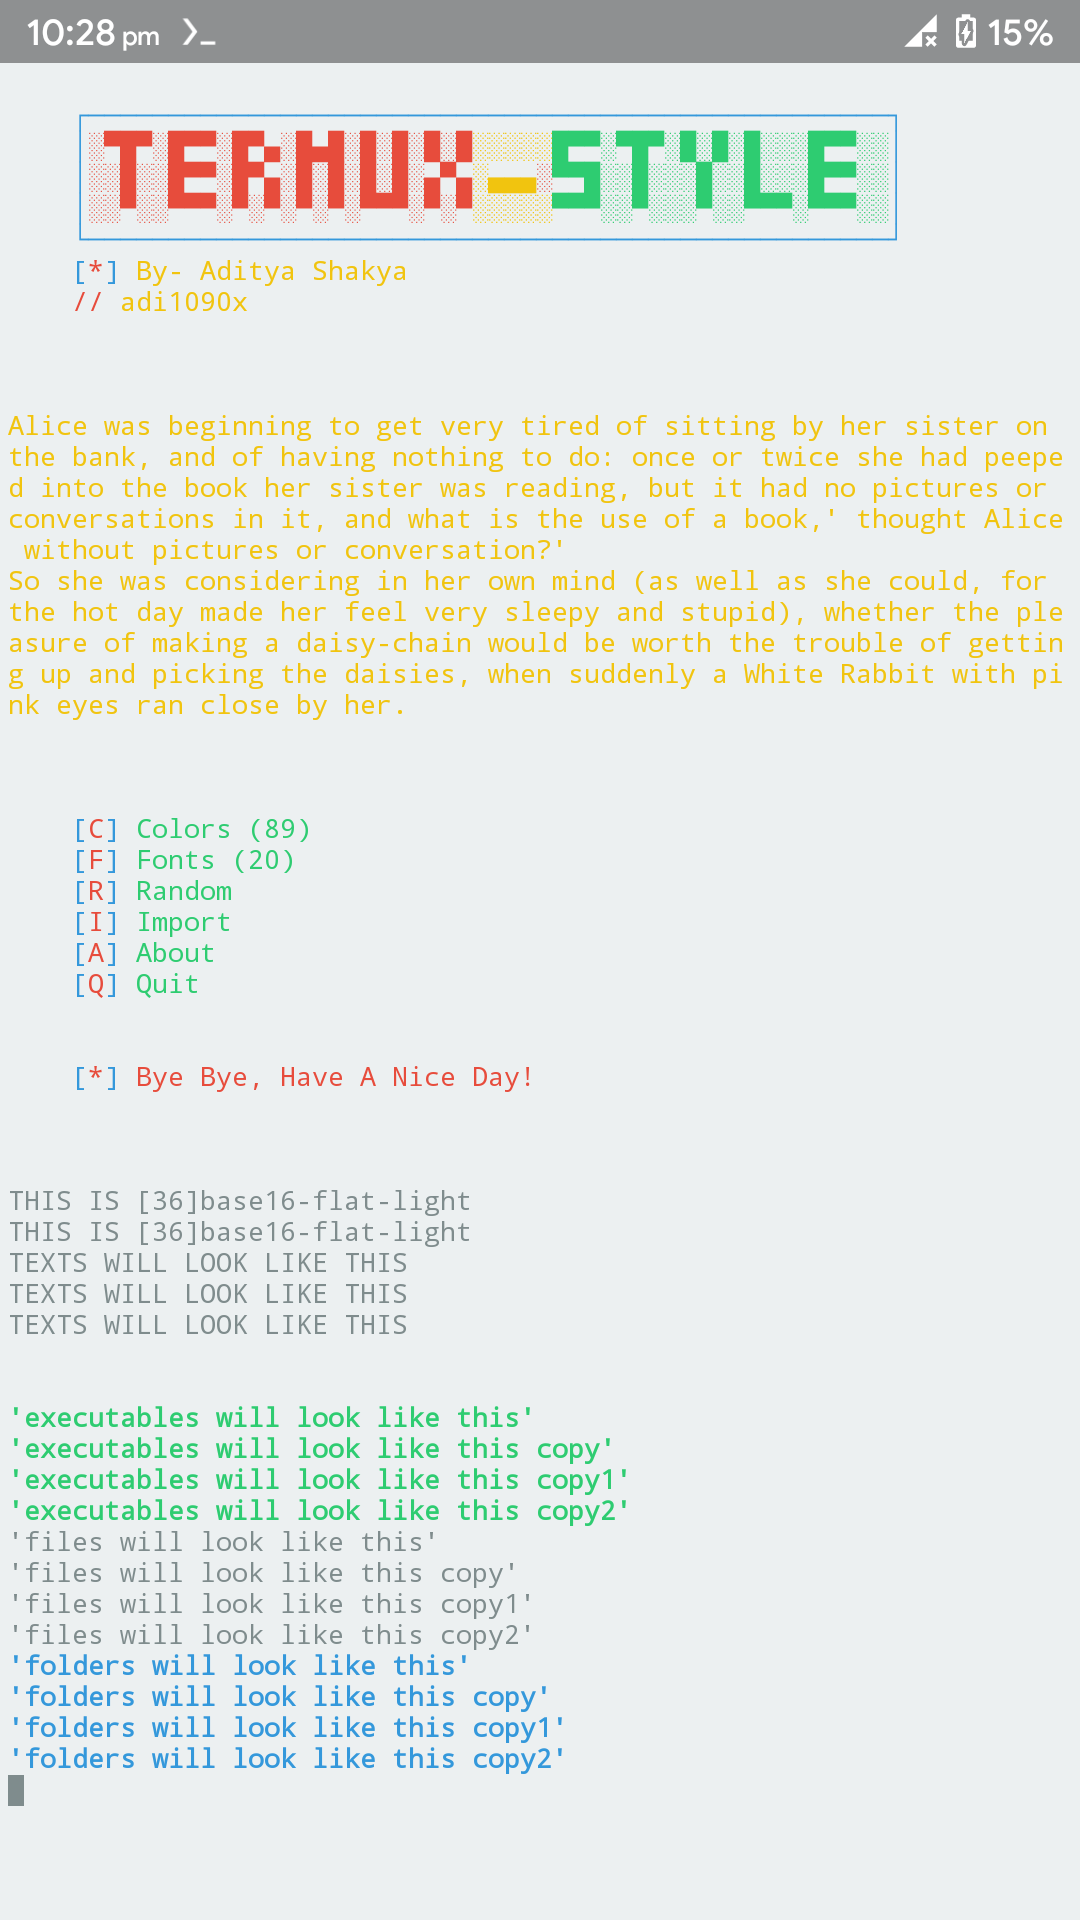 10:28 pm 15%
TERMUX-STYLE
[*] By- Aditya Shakya
// adi1090x
Alice was beginning to get very tired of sitting by her sister on
the bank, and of having nothing to do: once or twice she had peepe
d into the book her sister was reading, but it had no pictures or
conversations in it, and what is the use of a book,' thought Alice
without pictures or conversation?'
So she was considering in her own mind (as well as she could, for
the hot day made her feel very sleepy and stupid), whether the ple
asure of making a daisy-chain would be worth the trouble of gettin
g up and picking the daisies, when suddenly a White Rabbit with pi
nk eyes ran close by her.
[C] Colors (89)
[F] Fonts (20)
[R] Random
[I] Import
[A] About
[Q] Quit
[*] Bye Bye, Have A Nice Day!
THIS IS [36]base16-flat-light
THIS IS [36]base16-flat-light
TEXTS WILL LOOK LIKE THIS
TEXTS WILL LOOK LIKE THIS
TEXTS WILL LOOK LIKE THIS
'executables will look like this'
'executables will look like this copy'
'executables will look like this copy1'
'executables will look like this copy2'
'files will look like this'
'files will look like this copy'
'files will look like this copy1'
'files will look like this copy2'
'folders will look like this'
'folders will look like this copy'
'folders will look like this copy1'
'folders will look like this copy2'